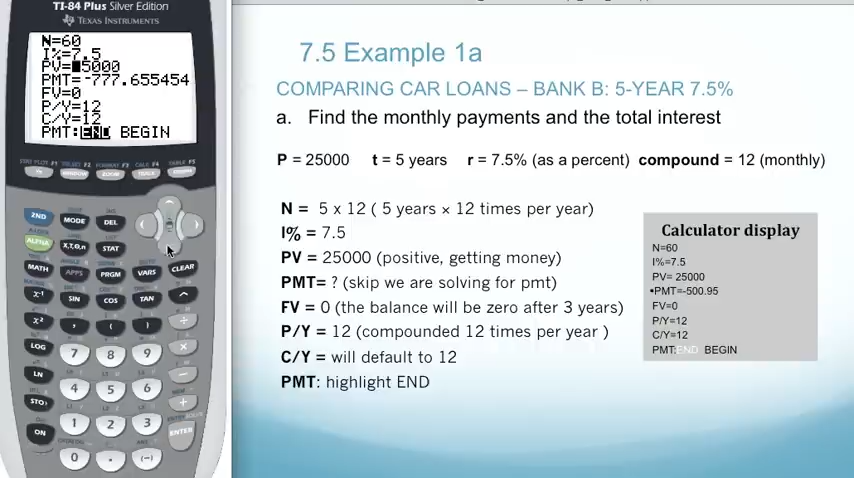 TI-84 Plus Silver Edition
TEXAS INSTRUMENTS
N=60
I%=7.5
PV=5000
PMT=-777.655454
FV=0
P/Y=12
C/Y=12
PMT:END BEGIN
2ND
MODE
DEL
ALPHA
X,T,θ,n
STAT
MATH
APPS
PRGM
VARS
CLEAR
SIN
COS
TAN
LOG
7
8
9
LN
4
5
6
STO
1
2
3
ON
0
(−)
ENTER
7.5 Example 1a
COMPARING CAR LOANS – BANK B: 5-YEAR 7.5%
a. Find the monthly payments and the total interest
P = 25000 t = 5 years r = 7.5% (as a percent) compound = 12 (monthly)
N = 5 x 12 ( 5 years × 12 times per year)
I% = 7.5
PV = 25000 (positive, getting money)
PMT= ? (skip we are solving for pmt)
FV = 0 (the balance will be zero after 3 years)
P/Y = 12 (compounded 12 times per year )
C/Y = will default to 12
PMT: highlight END
Calculator display
N=60
I%=7.5
PV= 25000
•PMT=-500.95
FV=0
P/Y=12
C/Y=12
PMT:END BEGIN